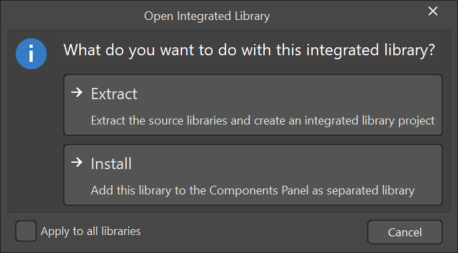 Open Integrated Library
What do you want to do with this integrated library?
Extract
Extract the source libraries and create an integrated library project
Install
Add this library to the Components Panel as separated library
Apply to all libraries
Cancel